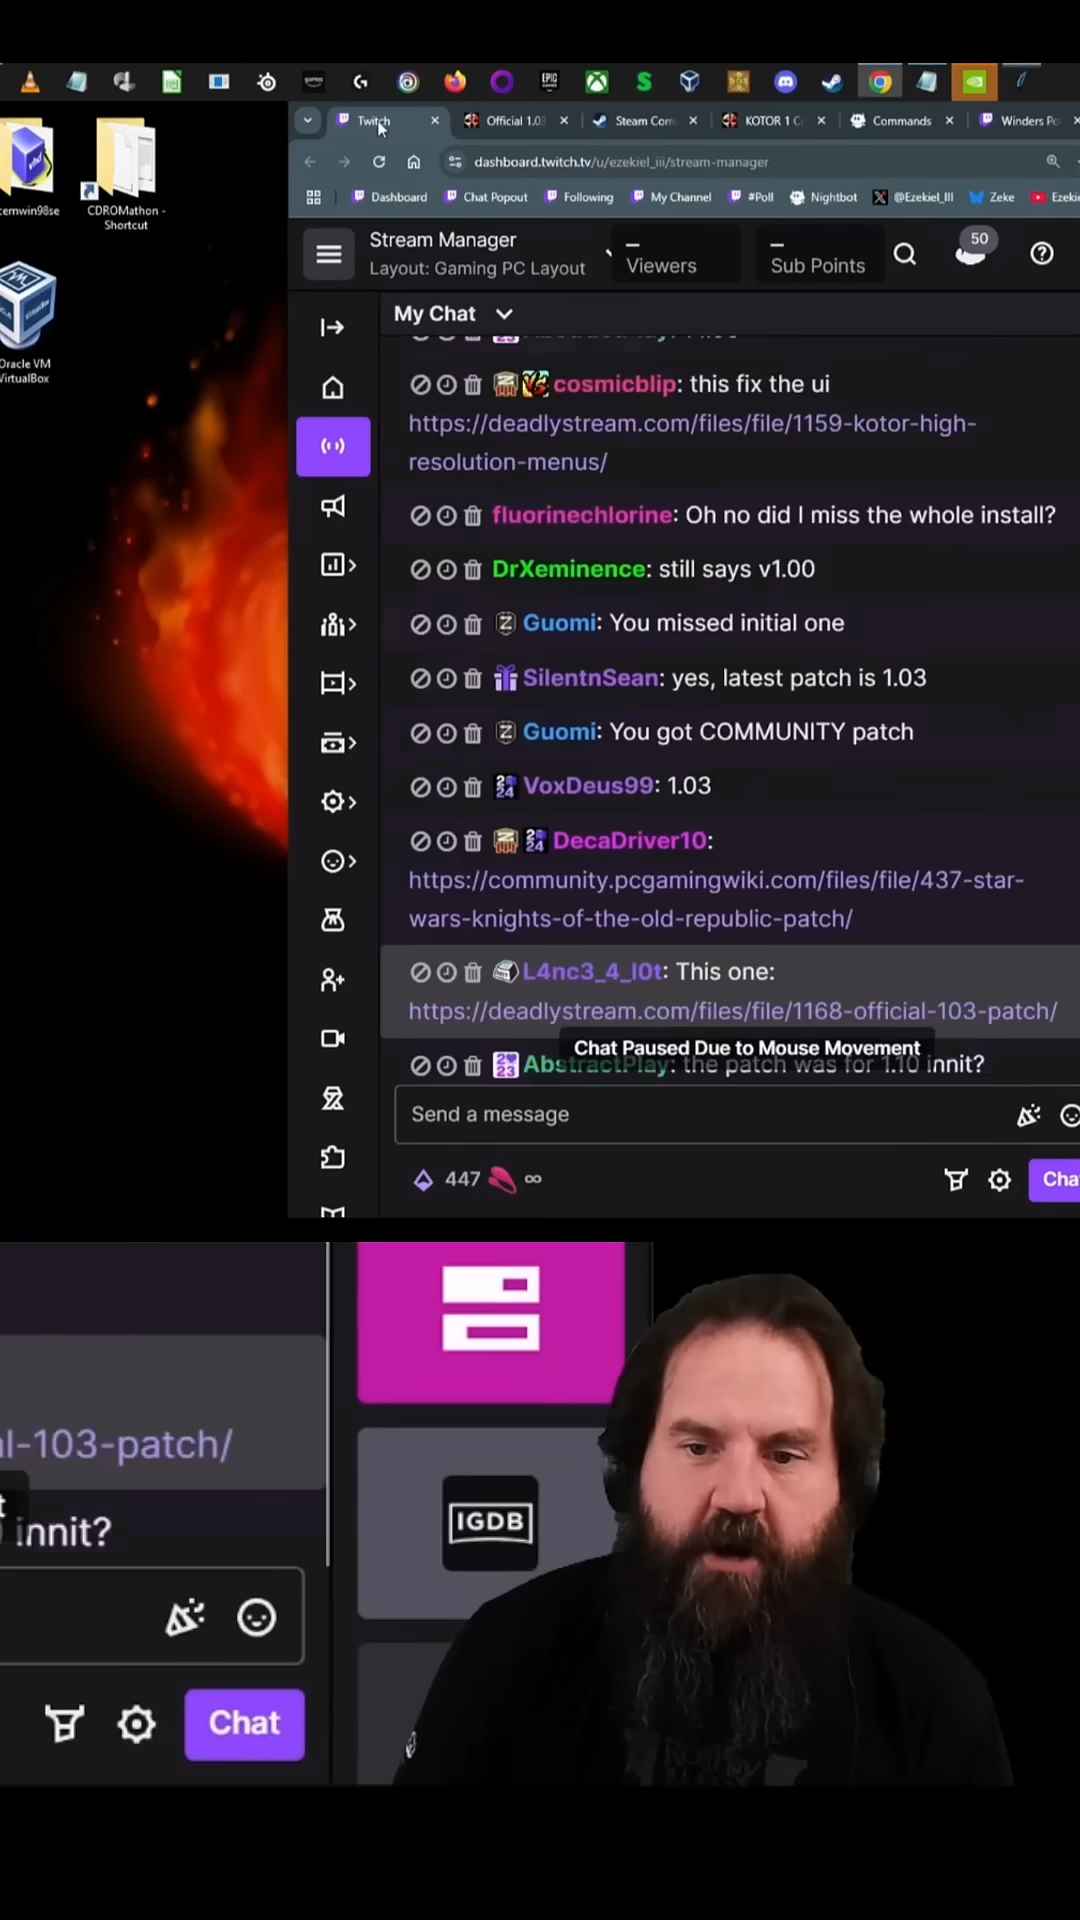 Twitch
Official 1.03
Steam Com
KOTOR 1 C
Commands
Winders Po
dashboard.twitch.tv/u/ezekiel_iii/stream-manager
Dashboard
Chat Popout
Following
My Channel
#Poll
Nightbot
@Ezekiel_III
Zeke
Ezekie
EPIC
GAMES
vhd
cemwin98se
CDROMathon -
Shortcut
Oracle VM
VirtualBox
Stream Manager
Layout: Gaming PC Layout
–
Viewers
–
Sub Points
50
My Chat
cosmicblip: this fix the ui
https://deadlystream.com/files/file/1159-kotor-high-
resolution-menus/
fluorinechlorine: Oh no did I miss the whole install?
DrXeminence: still says v1.00
Guomi: You missed initial one
SilentnSean: yes, latest patch is 1.03
Guomi: You got COMMUNITY patch
VoxDeus99: 1.03
DecaDriver10:
https://community.pcgamingwiki.com/files/file/437-star-
wars-knights-of-the-old-republic-patch/
L4nc3_4_l0t: This one:
https://deadlystream.com/files/file/1168-official-103-patch/
Chat Paused Due to Mouse Movement
AbstractPlay: the patch was for 1.10 innit?
Send a message
447
∞
Cha
al-103-patch/
t
innit?
IGDB
Chat